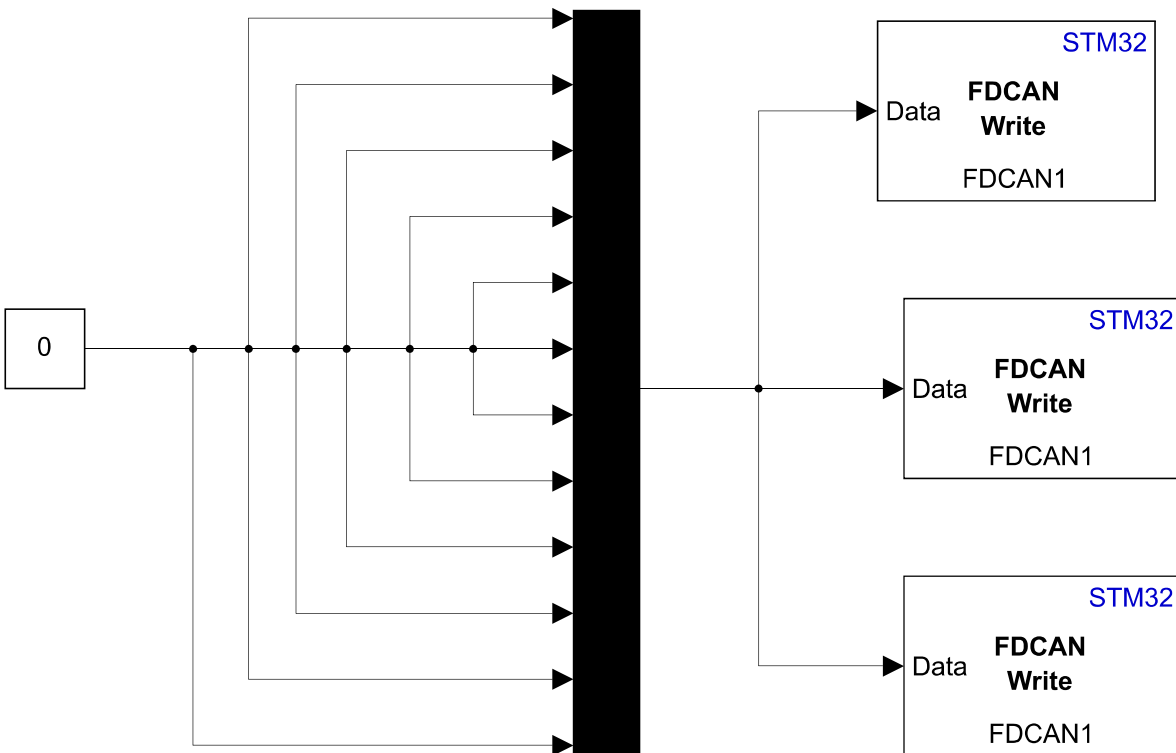 STM32
FDCAN
Write
Data
FDCAN1
0
STM32
FDCAN
Write
Data
FDCAN1
STM32
FDCAN
Write
Data
FDCAN1